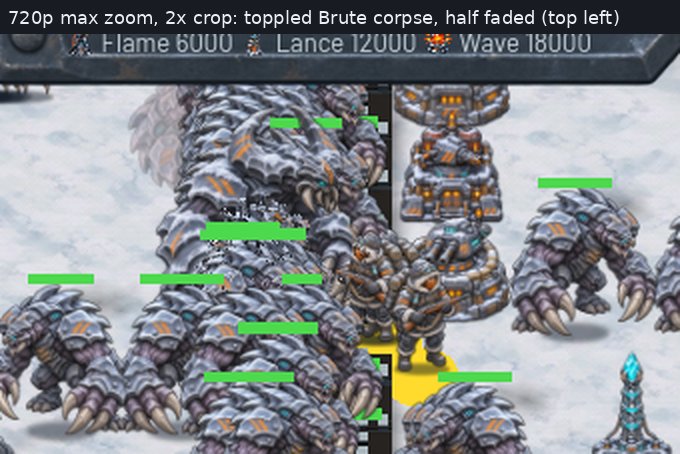 720p max zoom, 2x crop: toppled Brute corpse, half faded (top left)
Flame 6000 Lance 12000 Wave 18000